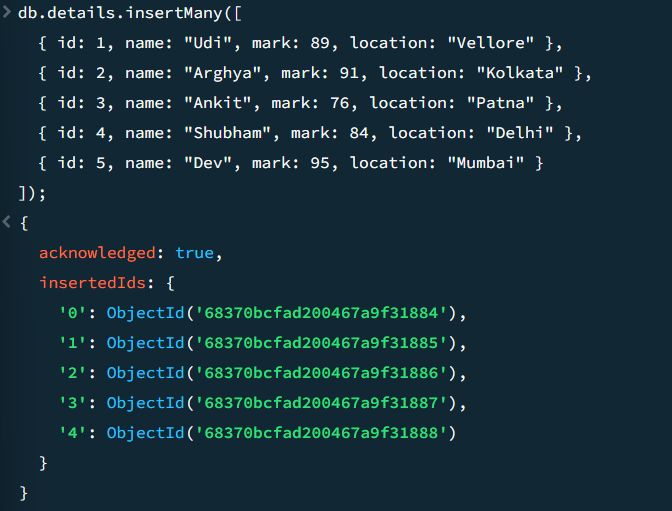 > db.details.insertMany([
{ id: 1, name: "Udi", mark: 89, location: "Vellore" },
{ id: 2, name: "Arghya", mark: 91, location: "Kolkata" },
{ id: 3, name: "Ankit", mark: 76, location: "Patna" },
{ id: 4, name: "Shubham", mark: 84, location: "Delhi" },
{ id: 5, name: "Dev", mark: 95, location: "Mumbai" }
]);
< {
acknowledged: true,
insertedIds: {
'0': ObjectId('68370bcfad200467a9f31884'),
'1': ObjectId('68370bcfad200467a9f31885'),
'2': ObjectId('68370bcfad200467a9f31886'),
'3': ObjectId('68370bcfad200467a9f31887'),
'4': ObjectId('68370bcfad200467a9f31888')
}
}